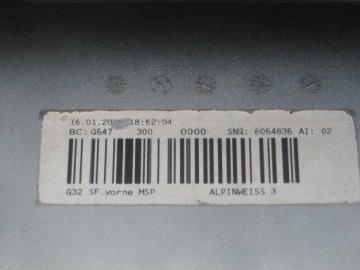 16.01.20 18:52:04
BC: G547 300 0000 SNR: 8054835 AI: 02
G32 SF vorne MSP ALPINWEISS 3